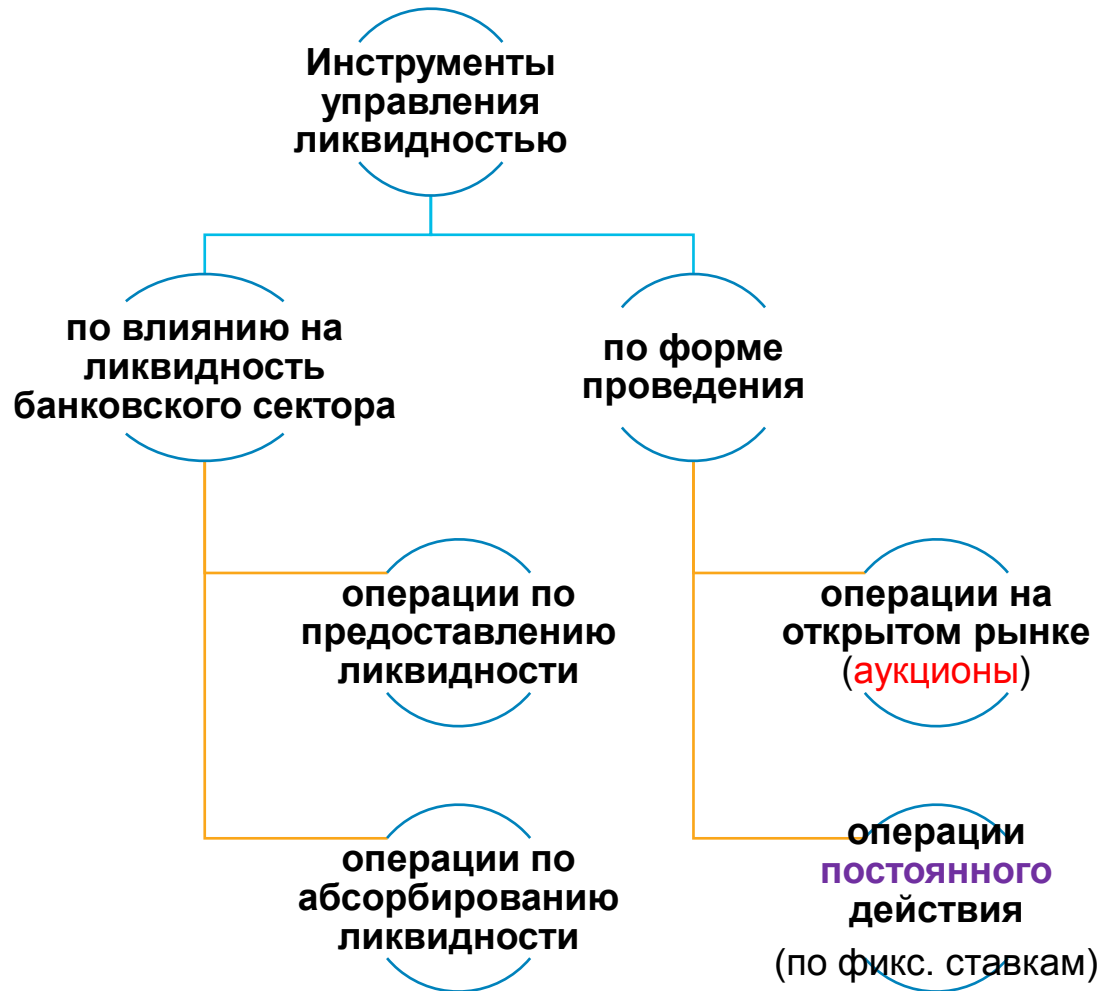 Инструменты
управления
ликвидностью
по влиянию на
ликвидность
банковского сектора
по форме
проведения
операции по
предоставлению
ликвидности
операции на
открытом рынке
(аукционы)
операции по
абсорбированию
ликвидности
операции
постоянного
действия
(по фикс. ставкам)